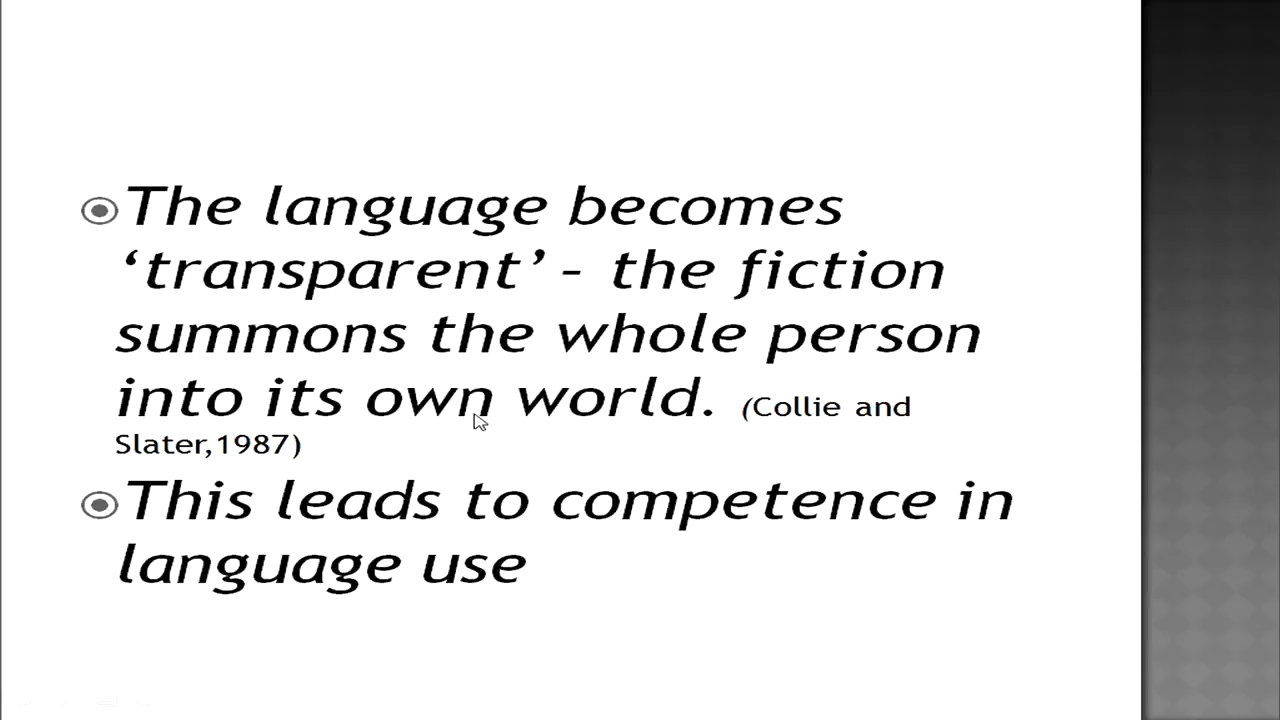 The language becomes
‘transparent’ - the fiction
summons the whole person
into its own world. (Collie and
Slater,1987)
This leads to competence in
language use